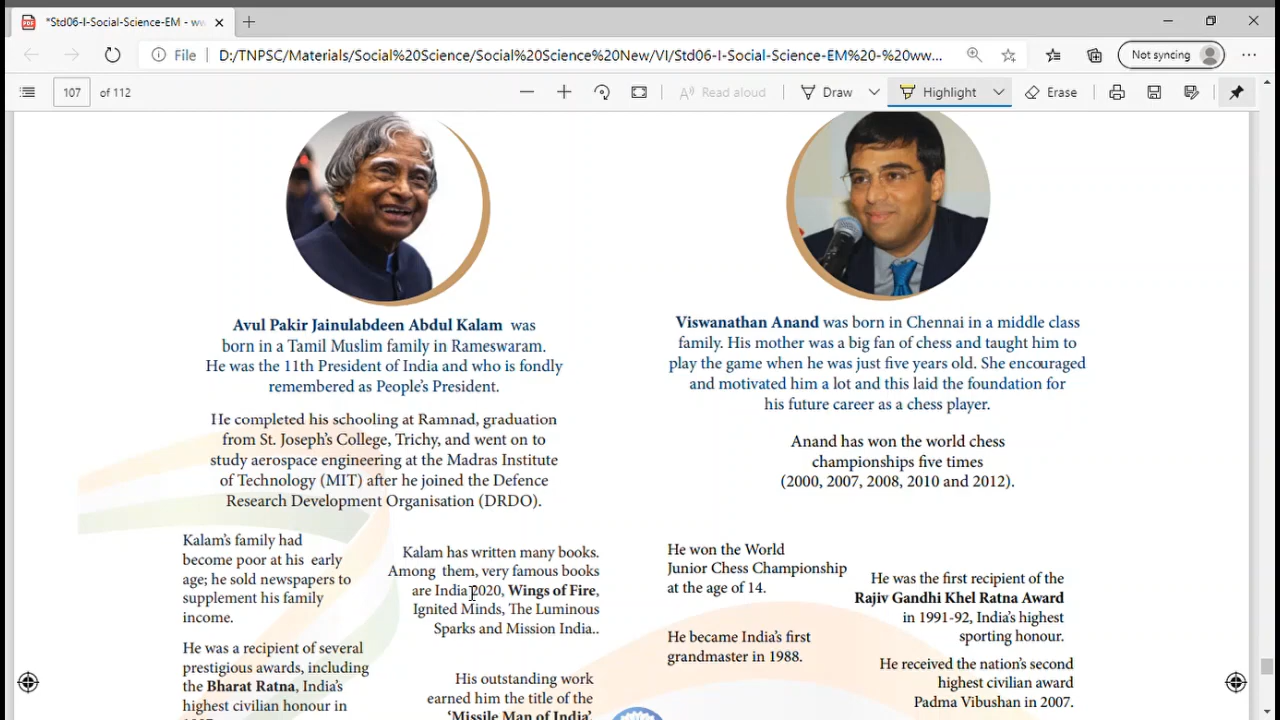 *Std06-I-Social-Science-EM - ww
File
D:/TNPSC/Materials/Social%20Science/Social%20Science%20New/VI/Std06-I-Social-Science-EM%20-%20ww...
Not syncing
107 of 112
Read aloud
Draw
Highlight
Erase
Avul Pakir Jainulabdeen Abdul Kalam was
born in a Tamil Muslim family in Rameswaram.
He was the 11th President of India and who is fondly
remembered as People's President.
He completed his schooling at Ramnad, graduation
from St. Joseph's College, Trichy, and went on to
study aerospace engineering at the Madras Institute
of Technology (MIT) after he joined the Defence
Research Development Organisation (DRDO).
Kalam's family had
become poor at his early
age; he sold newspapers to
supplement his family
income.
He was a recipient of several
prestigious awards, including
the Bharat Ratna, India's
highest civilian honour in
Kalam has written many books.
Among them, very famous books
are India 2020, Wings of Fire,
Ignited Minds, The Luminous
Sparks and Mission India..
His outstanding work
earned him the title of the
'Missile Man of India'.
Viswanathan Anand was born in Chennai in a middle class
family. His mother was a big fan of chess and taught him to
play the game when he was just five years old. She encouraged
and motivated him a lot and this laid the foundation for
his future career as a chess player.
Anand has won the world chess
championships five times
(2000, 2007, 2008, 2010 and 2012).
He won the World
Junior Chess Championship
at the age of 14.
He became India's first
grandmaster in 1988.
He was the first recipient of the
Rajiv Gandhi Khel Ratna Award
in 1991-92, India's highest
sporting honour.
He received the nation's second
highest civilian award
Padma Vibushan in 2007.